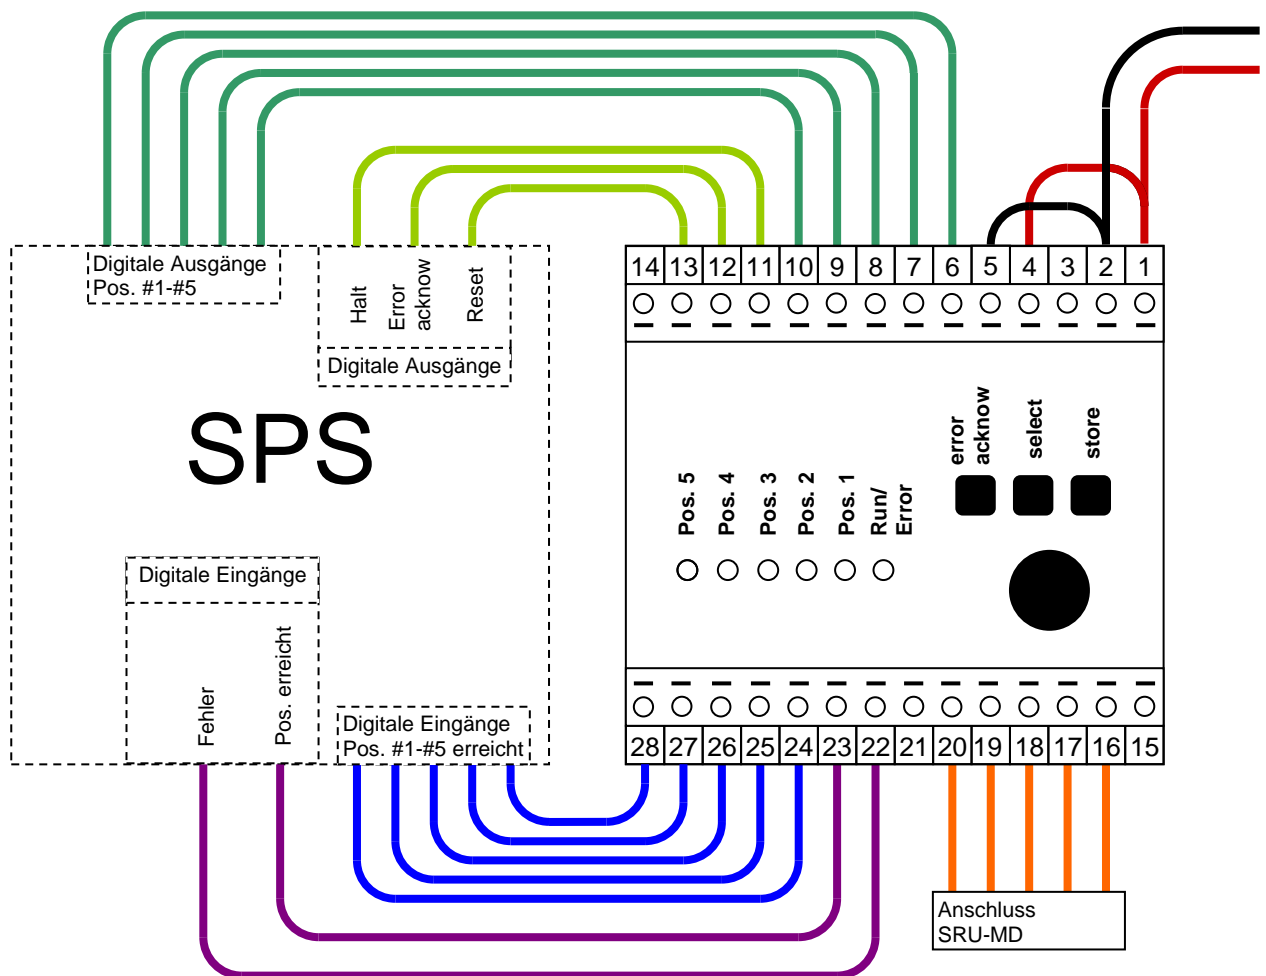 Digitale Ausgänge
Pos. #1-#5
Halt
Error
acknow
Reset
Digitale Ausgänge
SPS
Digitale Eingänge
Fehler
Pos. erreicht
Digitale Eingänge
Pos. #1-#5 erreicht
14 13 12 11 10 9 8 7 6 5 4 3 2 1
error
acknow
select
store
Pos. 5
Pos. 4
Pos. 3
Pos. 2
Pos. 1
Run/
Error
28 27 26 25 24 23 22 21 20 19 18 17 16 15
Anschluss
SRU-MD